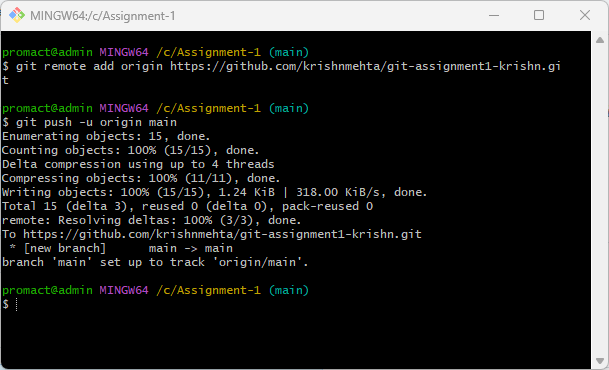 MINGW64:/c/Assignment-1
promact@admin MINGW64 /c/Assignment-1 (main)
$ git remote add origin https://github.com/krishnmehta/git-assignment1-krishn.gi
t
promact@admin MINGW64 /c/Assignment-1 (main)
$ git push -u origin main
Enumerating objects: 15, done.
Counting objects: 100% (15/15), done.
Delta compression using up to 4 threads
Compressing objects: 100% (11/11), done.
Writing objects: 100% (15/15), 1.24 KiB | 318.00 KiB/s, done.
Total 15 (delta 3), reused 0 (delta 0), pack-reused 0
remote: Resolving deltas: 100% (3/3), done.
To https://github.com/krishnmehta/git-assignment1-krishn.git
 * [new branch]      main -> main
branch 'main' set up to track 'origin/main'.
promact@admin MINGW64 /c/Assignment-1 (main)
$